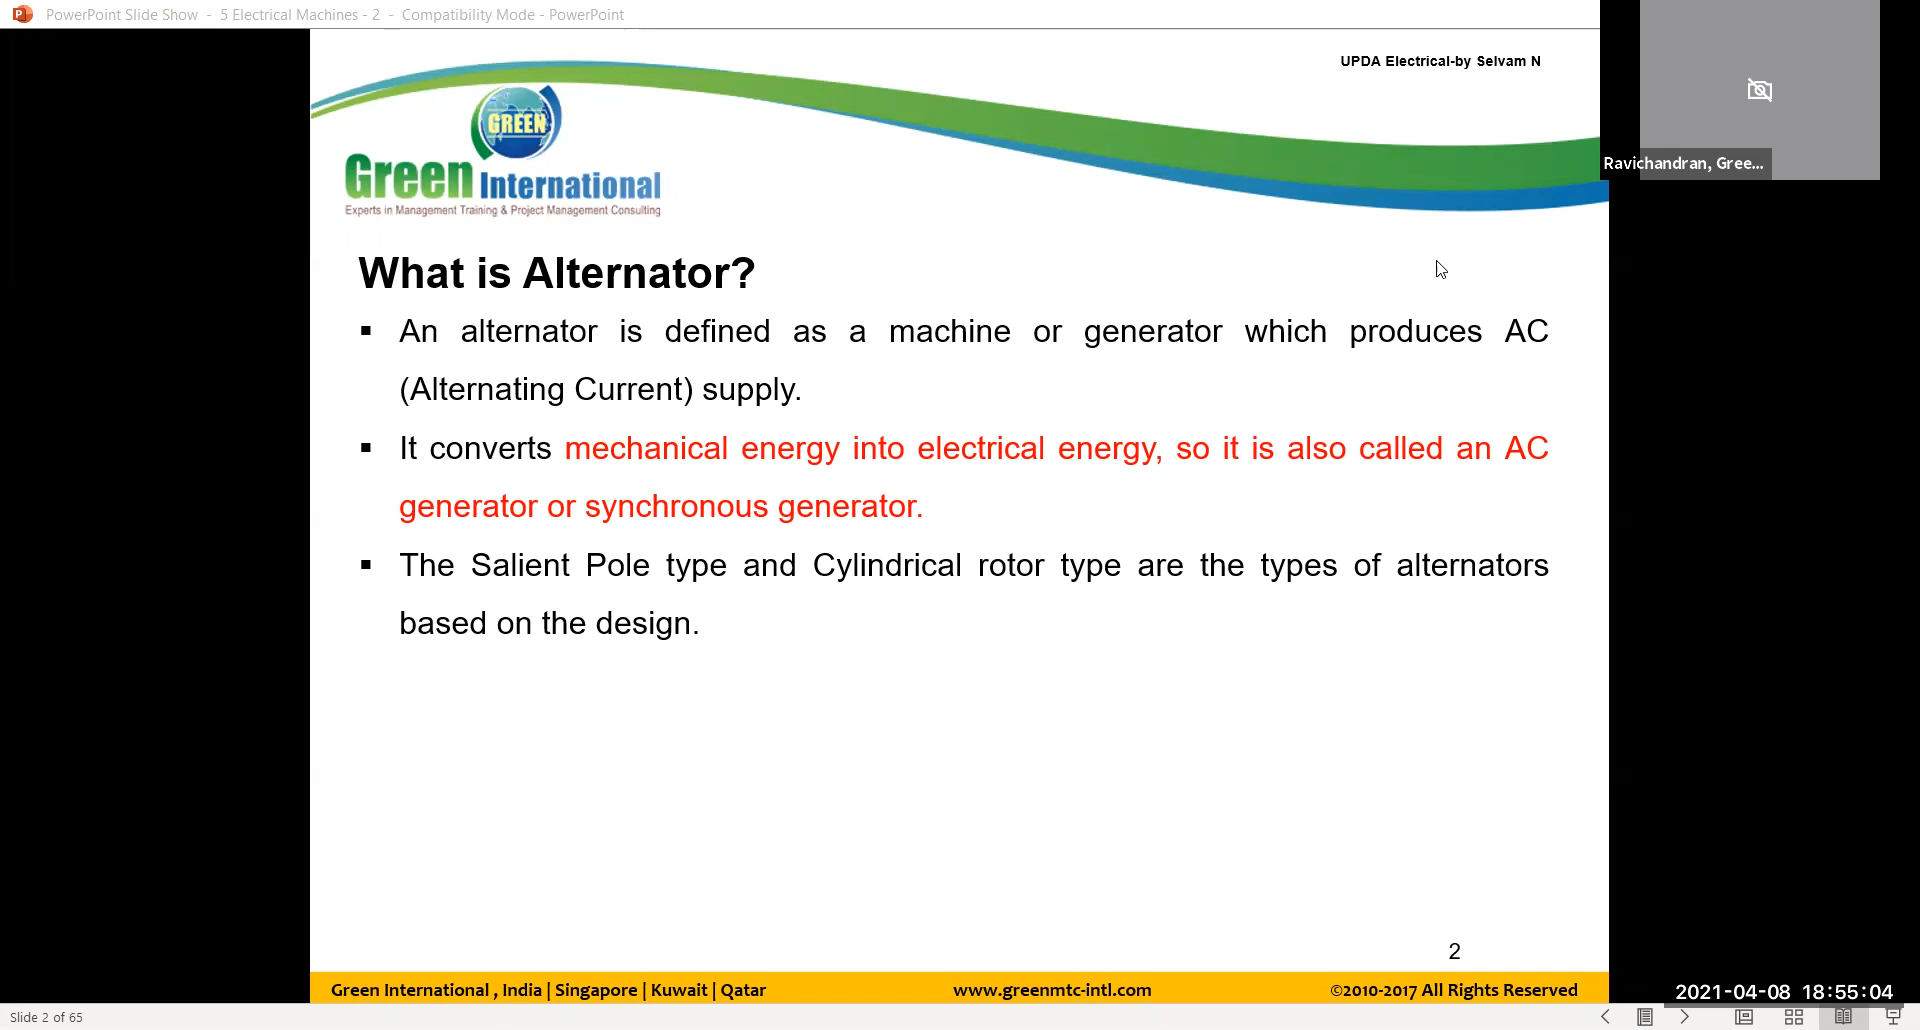 PowerPoint Slide Show - 5 Electrical Machines - 2 - Compatibility Mode - PowerPoint
UPDA Electrical-by Selvam N
GREEN
Green International
Experts in Management Training & Project Management Consulting
Ravichandran, Gree...
What is Alternator?
▪ An alternator is defined as a machine or generator which produces AC
(Alternating Current) supply.
▪ It converts mechanical energy into electrical energy, so it is also called an AC
generator or synchronous generator.
▪ The Salient Pole type and Cylindrical rotor type are the types of alternators
based on the design.
2
Green International , India | Singapore | Kuwait | Qatar
www.greenmtc-intl.com
©2010-2017 All Rights Reserved
2021-04-08 18:55:04
Slide 2 of 65